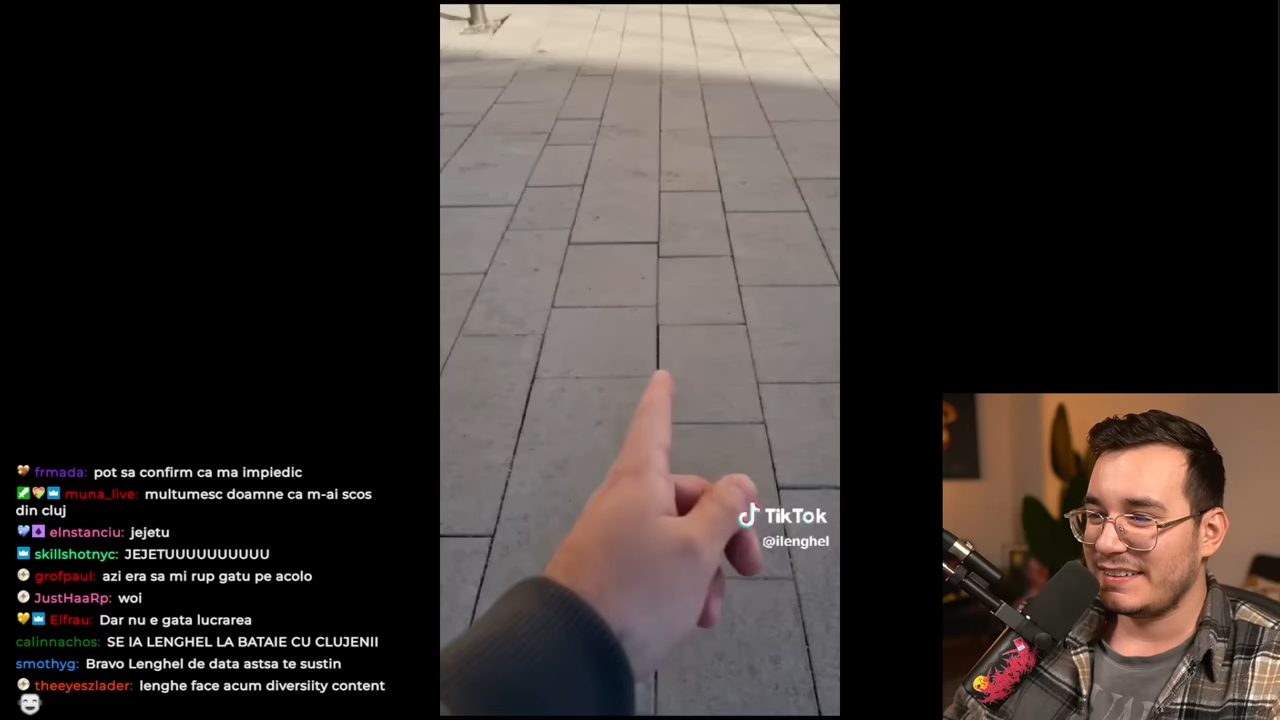 frmada: pot sa confirm ca ma impiedic
muna_live: multumesc doamne ca m-ai scos
din cluj
eInstanciu: jejetu
skillshotnyc: JEJETUUUUUUUUUU
grofpaul: azi era sa mi rup gatu pe acolo
JustHaaRp: woi
Elfrau: Dar nu e gata lucrarea
calinnachos: SE IA LENGHEL LA BATAIE CU CLUJENII
smothyg: Bravo Lenghel de data astsa te sustin
theeyeszlader: lenghe face acum diversiity content
TikTok
@ilenghel